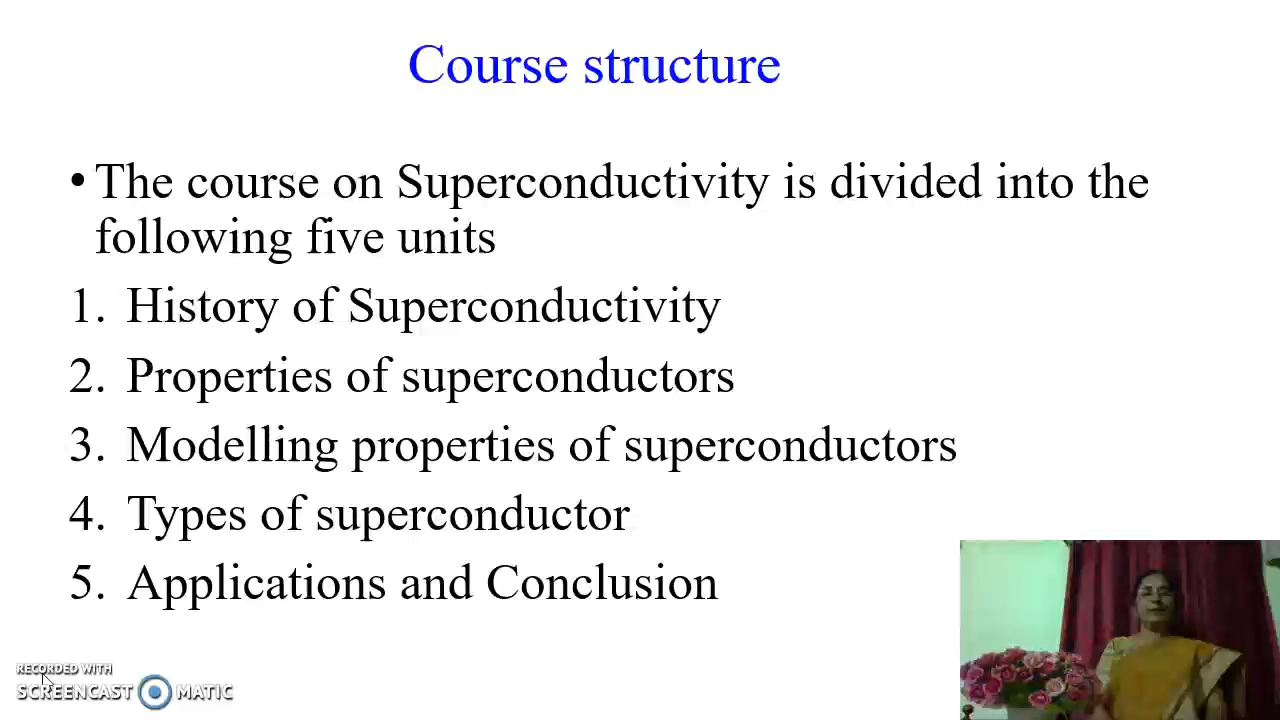 Course structure
• The course on Superconductivity is divided into the
following five units
1. History of Superconductivity
2. Properties of superconductors
3. Modelling properties of superconductors
4. Types of superconductor
5. Applications and Conclusion
RECORDED WITH
SCREENCAST MATIC